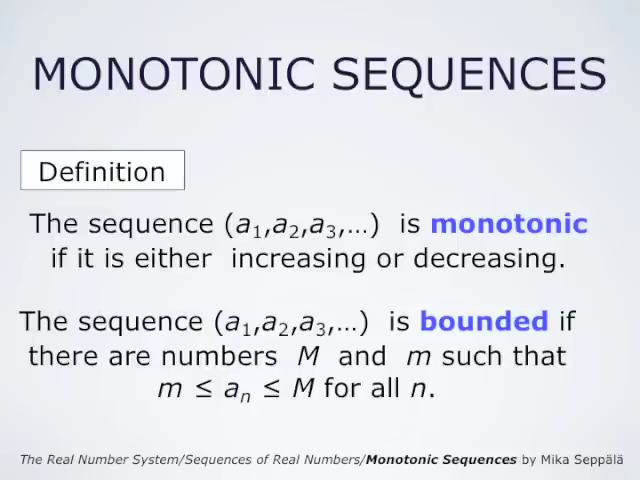 MONOTONIC SEQUENCES
Definition
The sequence (a₁,a₂,a₃,…) is monotonic
if it is either increasing or decreasing.
The sequence (a₁,a₂,a₃,…) is bounded if
there are numbers M and m such that
m ≤ aₙ ≤ M for all n.
The Real Number System/Sequences of Real Numbers/Monotonic Sequences by Mika Seppälä